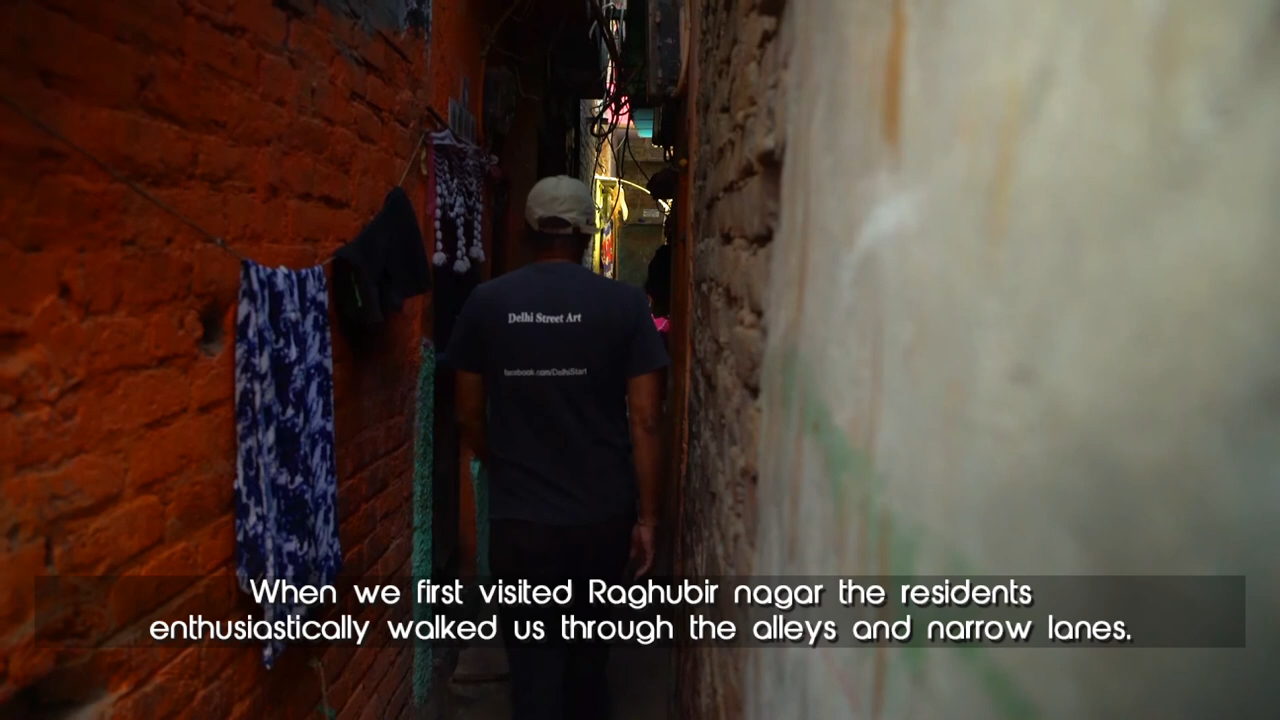 Delhi Street Art
facebook.com/DelhiStart
When we first visited Raghubir nagar the residents
enthusiastically walked us through the alleys and narrow lanes.